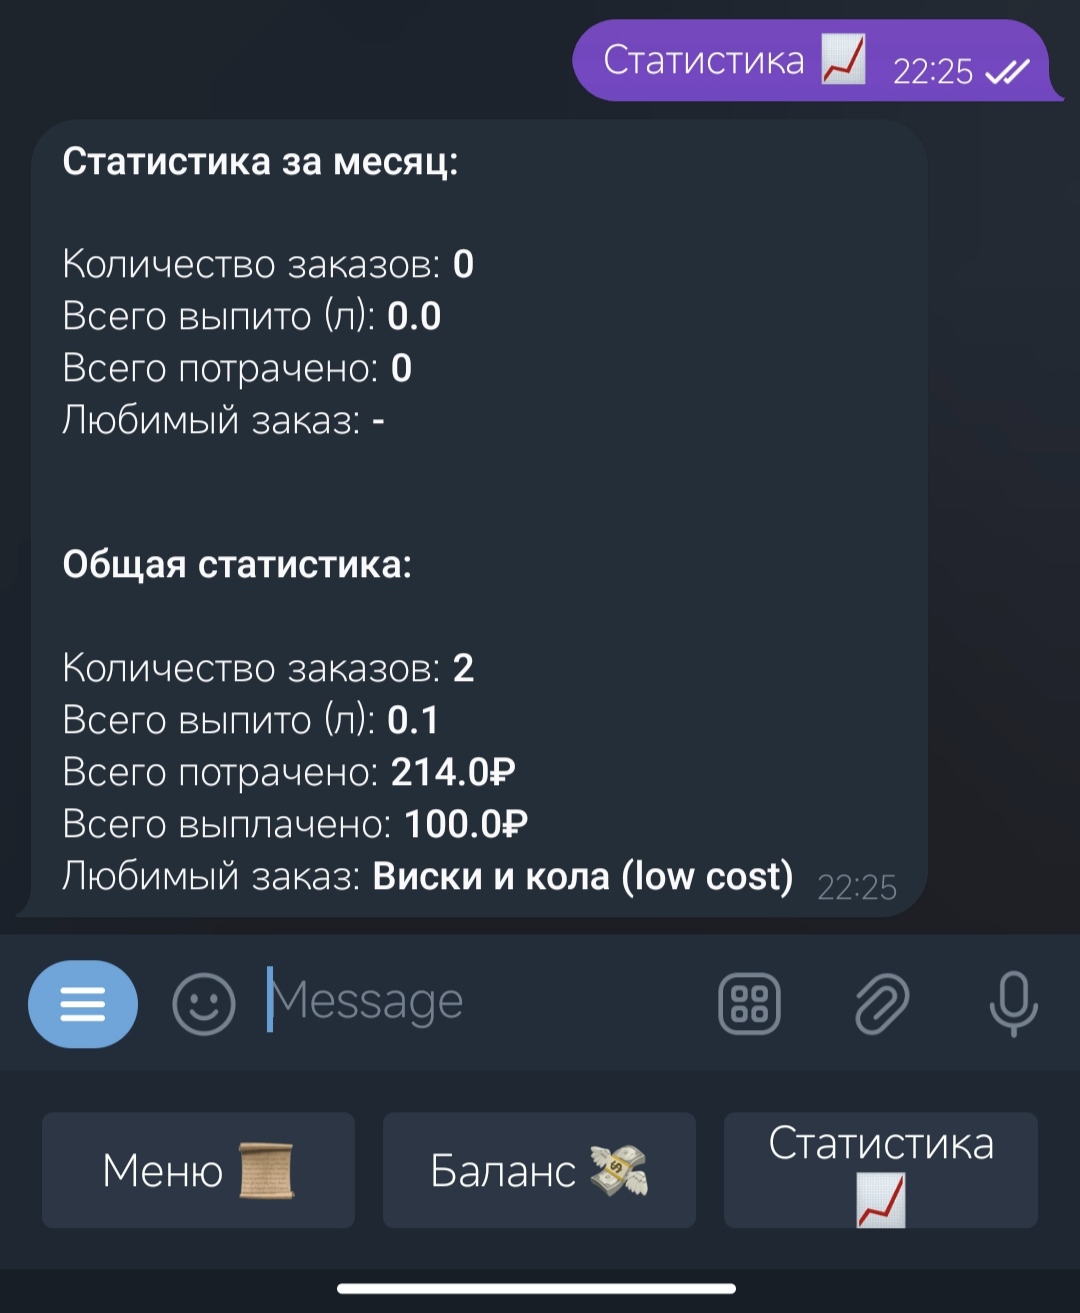 Статистика 📈 22:25
Статистика за месяц:
Количество заказов: 0
Всего выпито (л): 0.0
Всего потрачено: 0
Любимый заказ: -
Общая статистика:
Количество заказов: 2
Всего выпито (л): 0.1
Всего потрачено: 214.0₽
Всего выплачено: 100.0₽
Любимый заказ: Виски и кола (low cost) 22:25
Message
Меню 📜
Баланс 💸
Статистика
📈